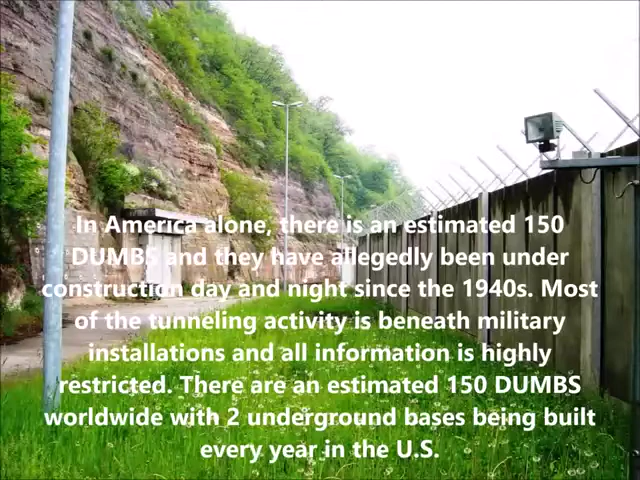 In America alone, there is an estimated 150
DUMBS and they have allegedly been under
construction day and night since the 1940s. Most
of the tunneling activity is beneath military
installations and all information is highly
restricted. There are an estimated 150 DUMBS
worldwide with 2 underground bases being built
every year in the U.S.